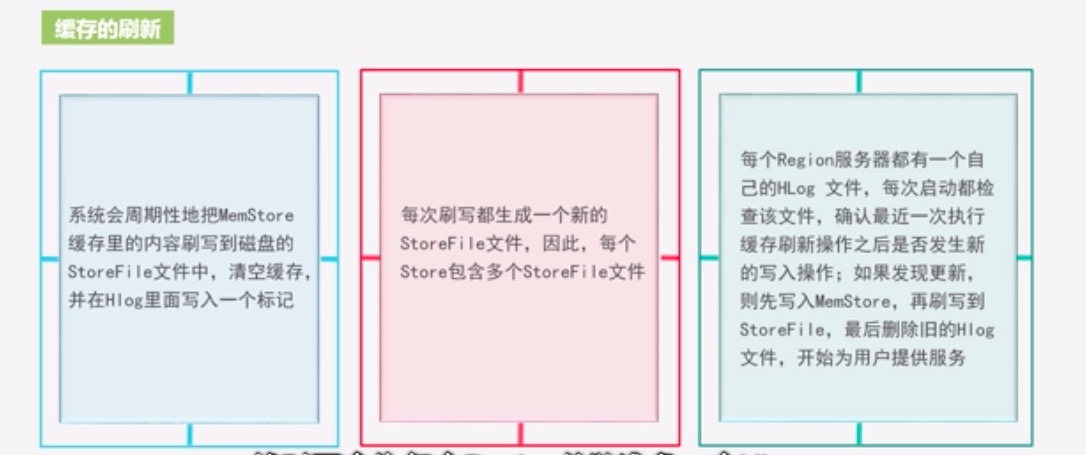 缓存的刷新
系统会周期性地把MemStore
缓存里的内容刷写到磁盘的
StoreFile文件中，清空缓存，
并在Hlog里面写入一个标记
每次刷写都生成一个新的
StoreFile文件，因此，每个
Store包含多个StoreFile文件
每个Region服务器都有一个自
己的HLog 文件，每次启动都检
查该文件，确认最近一次执行
缓存刷新操作之后是否发生新
的写入操作；如果发现更新，
则先写入MemStore，再刷写到
StoreFile，最后删除旧的Hlog
文件，开始为用户提供服务